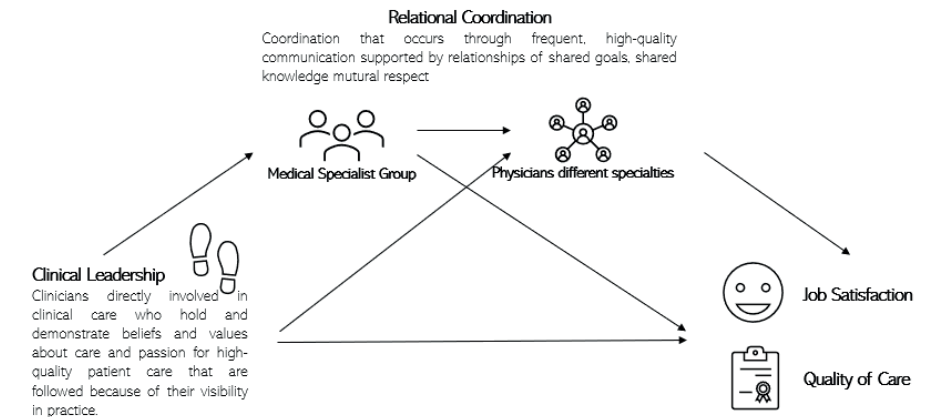 Relational Coordination
Coordination that occurs through frequent, high-quality
communication supported by relationships of shared goals, shared
knowledge mutural respect
Medical Specialist Group
Physicians different specialties
Clinical Leadership
Clinicians directly involved in
clinical care who hold and
demonstrate beliefs and values
about care and passion for high-
quality patient care that are
followed because of their visibility
in practice.
Job Satisfaction
Quality of Care